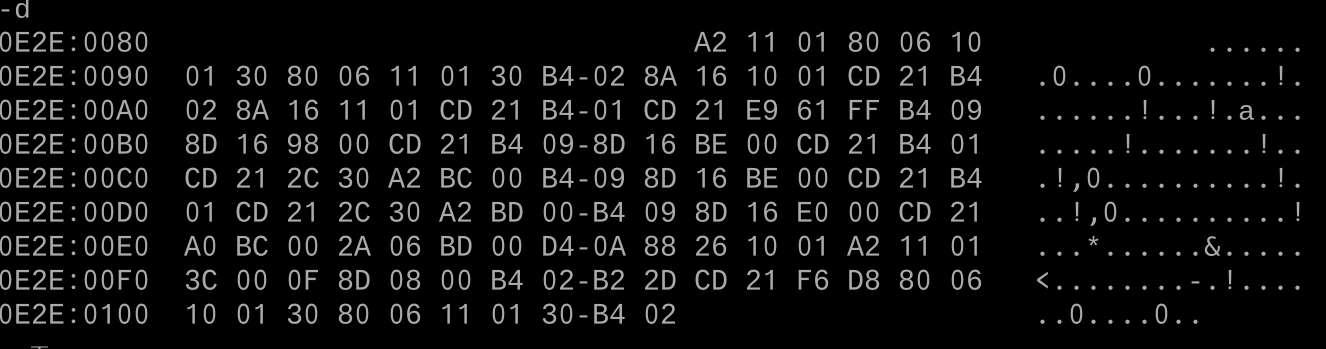 -d
0E2E:0080                                A2 11 01 80 06 10            ......
0E2E:0090  01 30 80 06 11 01 30 B4-02 8A 16 10 01 CD 21 B4   .0....0.......!.
0E2E:00A0  02 8A 16 11 01 CD 21 B4-01 CD 21 E9 61 FF B4 09   ......!...!.a...
0E2E:00B0  8D 16 98 00 CD 21 B4 09-8D 16 BE 00 CD 21 B4 01   .....!.......!..
0E2E:00C0  CD 21 2C 30 A2 BC 00 B4-09 8D 16 BE 00 CD 21 B4   .!,0..........!.
0E2E:00D0  01 CD 21 2C 30 A2 BD 00-B4 09 8D 16 E0 00 CD 21   ..!,0..........!
0E2E:00E0  A0 BC 00 2A 06 BD 00 D4-0A 88 26 10 01 A2 11 01   ...*......&.....
0E2E:00F0  3C 00 0F 8D 08 00 B4 02-B2 2D CD 21 F6 D8 80 06   <........-.!....
0E2E:0100  10 01 30 80 06 11 01 30-B4 02                     ..0....0..